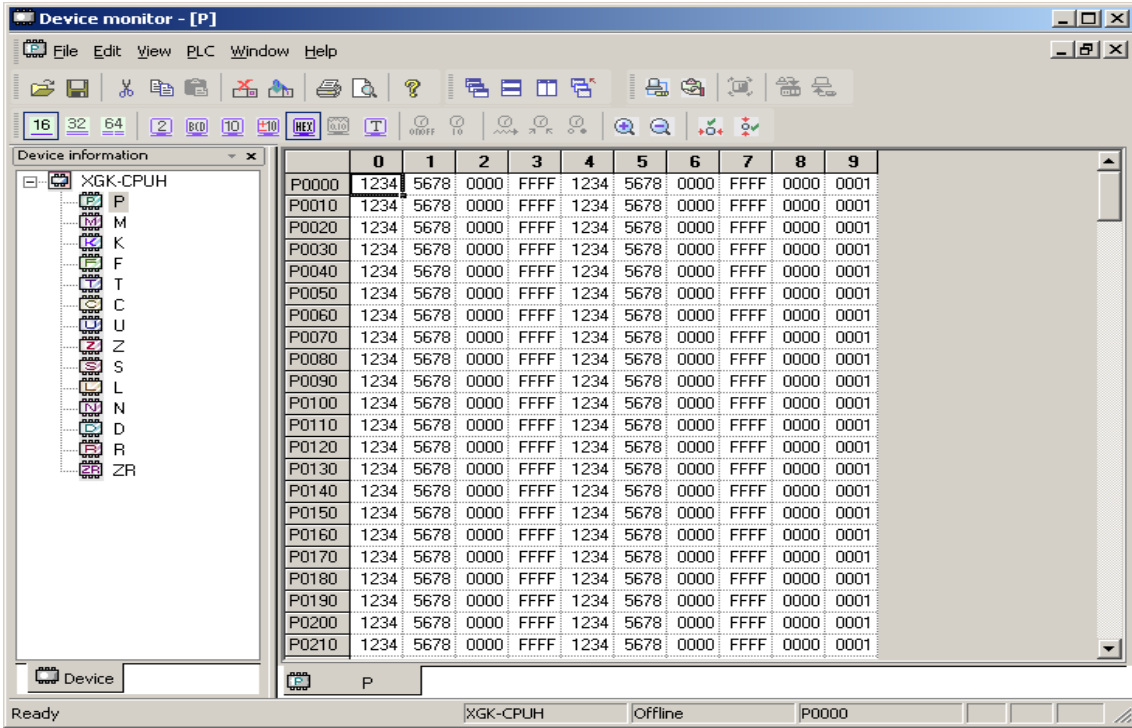 Device monitor - [P]
File Edit View PLC Window Help
16 32 64 2 BCD 10 ±10 HEX 0.10 T ON/OFF 10
Device information
0 1 2 3 4 5 6 7 8 9
XGK-CPUH
P
M
K
F
T
C
U
Z
S
L
N
D
R
ZR ZR
P0000 1234 5678 0000 FFFF 1234 5678 0000 FFFF 0000 0001
P0010 1234 5678 0000 FFFF 1234 5678 0000 FFFF 0000 0001
P0020 1234 5678 0000 FFFF 1234 5678 0000 FFFF 0000 0001
P0030 1234 5678 0000 FFFF 1234 5678 0000 FFFF 0000 0001
P0040 1234 5678 0000 FFFF 1234 5678 0000 FFFF 0000 0001
P0050 1234 5678 0000 FFFF 1234 5678 0000 FFFF 0000 0001
P0060 1234 5678 0000 FFFF 1234 5678 0000 FFFF 0000 0001
P0070 1234 5678 0000 FFFF 1234 5678 0000 FFFF 0000 0001
P0080 1234 5678 0000 FFFF 1234 5678 0000 FFFF 0000 0001
P0090 1234 5678 0000 FFFF 1234 5678 0000 FFFF 0000 0001
P0100 1234 5678 0000 FFFF 1234 5678 0000 FFFF 0000 0001
P0110 1234 5678 0000 FFFF 1234 5678 0000 FFFF 0000 0001
P0120 1234 5678 0000 FFFF 1234 5678 0000 FFFF 0000 0001
P0130 1234 5678 0000 FFFF 1234 5678 0000 FFFF 0000 0001
P0140 1234 5678 0000 FFFF 1234 5678 0000 FFFF 0000 0001
P0150 1234 5678 0000 FFFF 1234 5678 0000 FFFF 0000 0001
P0160 1234 5678 0000 FFFF 1234 5678 0000 FFFF 0000 0001
P0170 1234 5678 0000 FFFF 1234 5678 0000 FFFF 0000 0001
P0180 1234 5678 0000 FFFF 1234 5678 0000 FFFF 0000 0001
P0190 1234 5678 0000 FFFF 1234 5678 0000 FFFF 0000 0001
P0200 1234 5678 0000 FFFF 1234 5678 0000 FFFF 0000 0001
P0210 1234 5678 0000 FFFF 1234 5678 0000 FFFF 0000 0001
Device
P
Ready XGK-CPUH Offline P0000